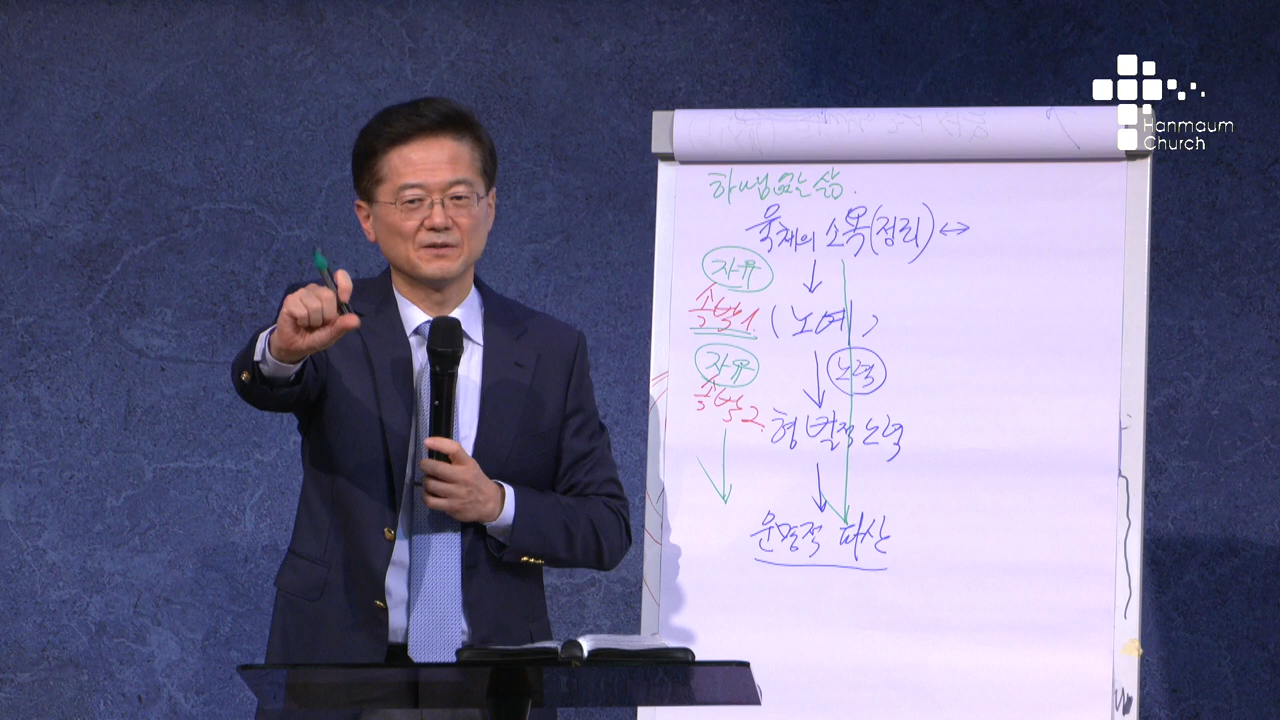 Hanmaum
Church
하나님 없는 삶.
육체의 소욕(정리) ↔
자유
속박1. (노예)
자유 노력
속박2.
형벌적 노력
운명적 파산